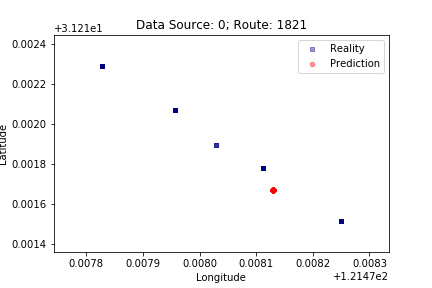 Data Source: 0; Route: 1821
+3.121e1
0.0024
0.0022
0.0020
0.0018
0.0016
0.0014
Latitude
Reality
Prediction
0.0078
0.0079
0.0080
0.0081
0.0082
0.0083
Longitude
+1.2147e2